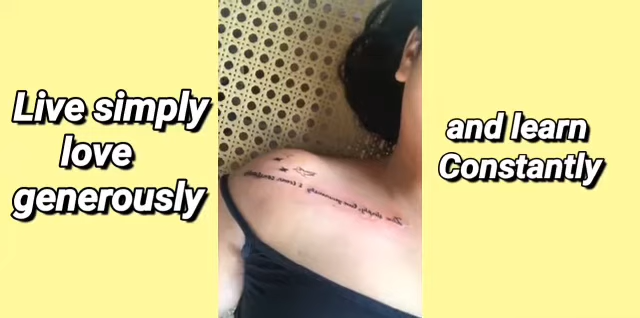 Live simply
love
generously
and learn
Constantly